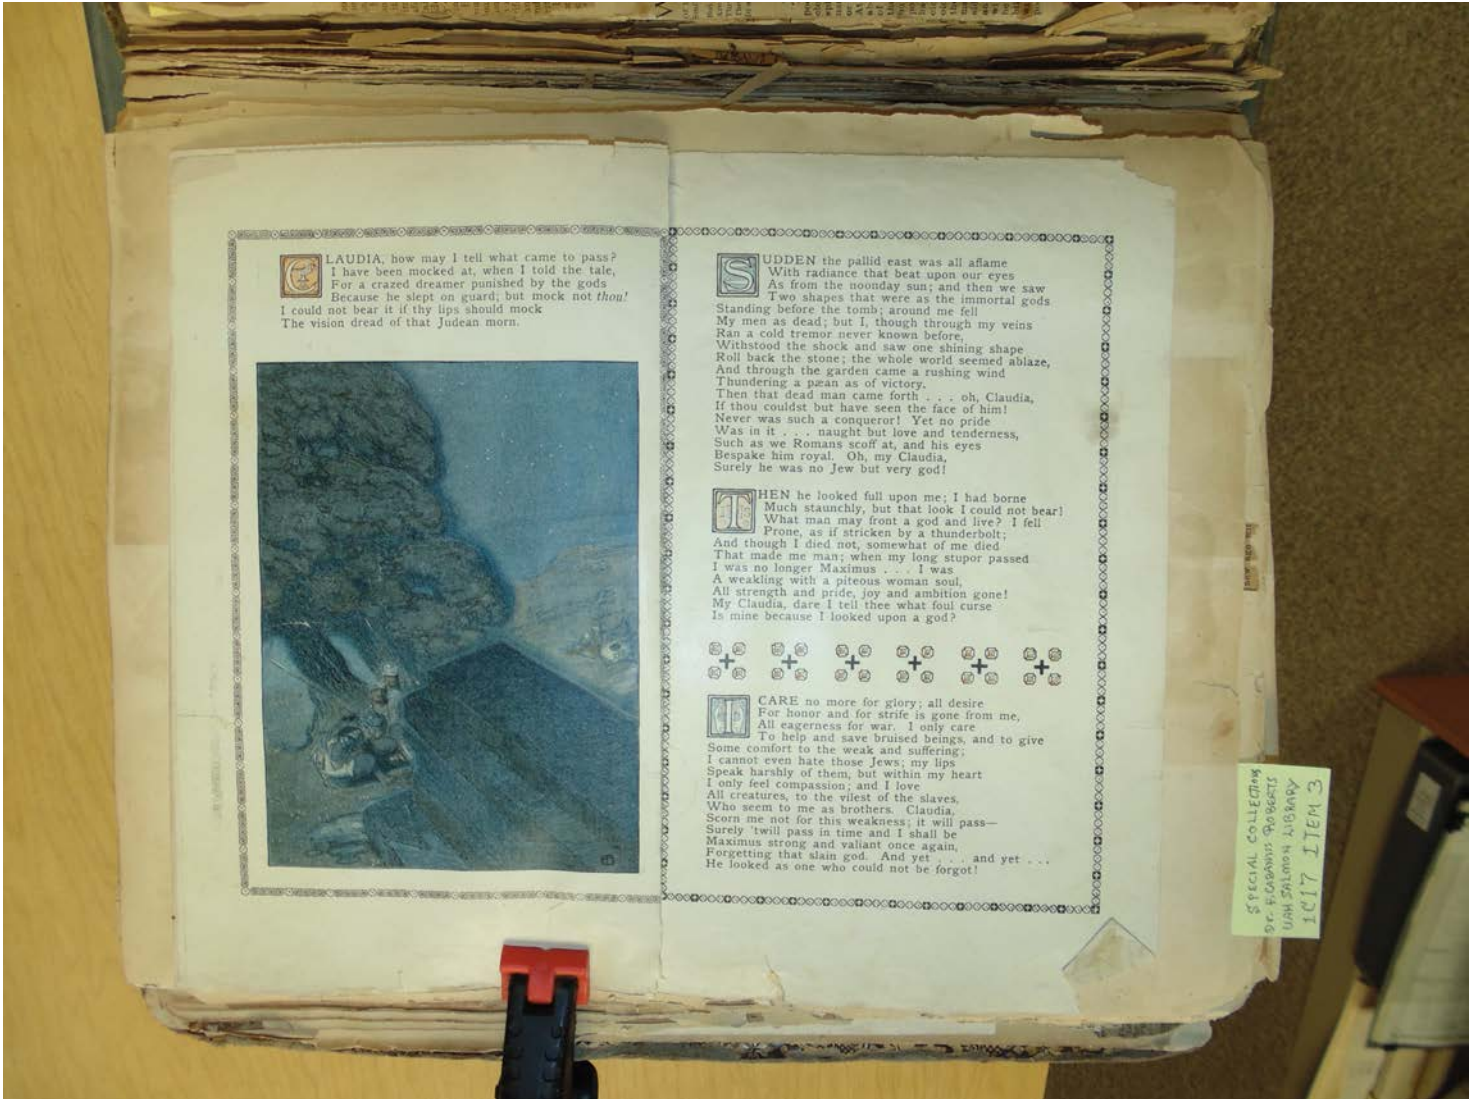 CLAUDIA, how may I tell what came to pass?
I have been mocked at, when I told the tale,
For a crazed dreamer punished by the gods
Because he slept on guard; but mock not thou!
I could not bear it if thy lips should mock
The vision dread of that Judean morn.
SUDDEN the pallid east was all aflame
With radiance that beat upon our eyes
As from the noonday sun; and then we saw
Two shapes that were as the immortal gods
Standing before the tomb; around me fell
My men as dead; but I, though through my veins
Ran a cold tremor never known before,
Withstood the shock and saw one shining shape
Roll back the stone; the whole world seemed ablaze,
And through the garden came a rushing wind
Thundering a pæan as of victory.
Then that dead man came forth . . . oh, Claudia,
If thou couldst but have seen the face of him!
Never was such a conqueror! Yet no pride
Was in it . . . naught but love and tenderness,
Such as we Romans scoff at, and his eyes
Bespake him royal. Oh, my Claudia,
Surely he was no Jew but very god!
THEN he looked full upon me; I had borne
Much staunchly, but that look I could not bear!
What man may front a god and live? I fell
Prone, as if stricken by a thunderbolt;
And though I died not, somewhat of me died
That made me man; when my long stupor passed
I was no longer Maximus . . . I was
A weakling with a piteous woman soul,
All strength and pride, joy and ambition gone!
My Claudia, dare I tell thee what foul curse
Is mine because I looked upon a god?
I CARE no more for glory; all desire
For honor and for strife is gone from me,
All eagerness for war. I only care
To help and save bruised beings, and to give
Some comfort to the weak and suffering;
I cannot even hate those Jews; my lips
Speak harshly of them, but within my heart
I only feel compassion; and I love
All creatures, to the vilest of the slaves,
Who seem to me as brothers. Claudia,
Scorn me not for this weakness; it will pass—
Surely 'twill pass in time and I shall be
Maximus strong and valiant once again,
Forgetting that slain god. And yet . . . and yet . . .
He looked as one who could not be forgot!
SPECIAL COLLECTIONS
Dr. F. CABANISS ROBERTS
UAH SALMON LIBRARY
1C17 ITEM 3